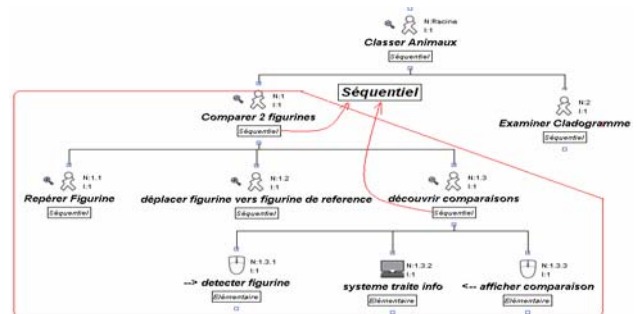 N:Racine
I:1
Classer Animaux
Séquentiel
N:1
I:1
Comparer 2 figurines
Séquentiel
Séquentiel
N:2
I:1
Examiner Cladogramme
Séquentiel
N:1.1
I:1
Repérer Figurine
Séquentiel
N:1.2
I:1
déplacer figurine vers figurine de reference
Séquentiel
N:1.3
I:1
découvrir comparaisons
Séquentiel
N:1.3.1
I:1
--> detecter figurine
Elémentaire
N:1.3.2
I:1
systeme traite info
Elémentaire
N:1.3.3
I:1
<-- afficher comparaison
Elémentaire